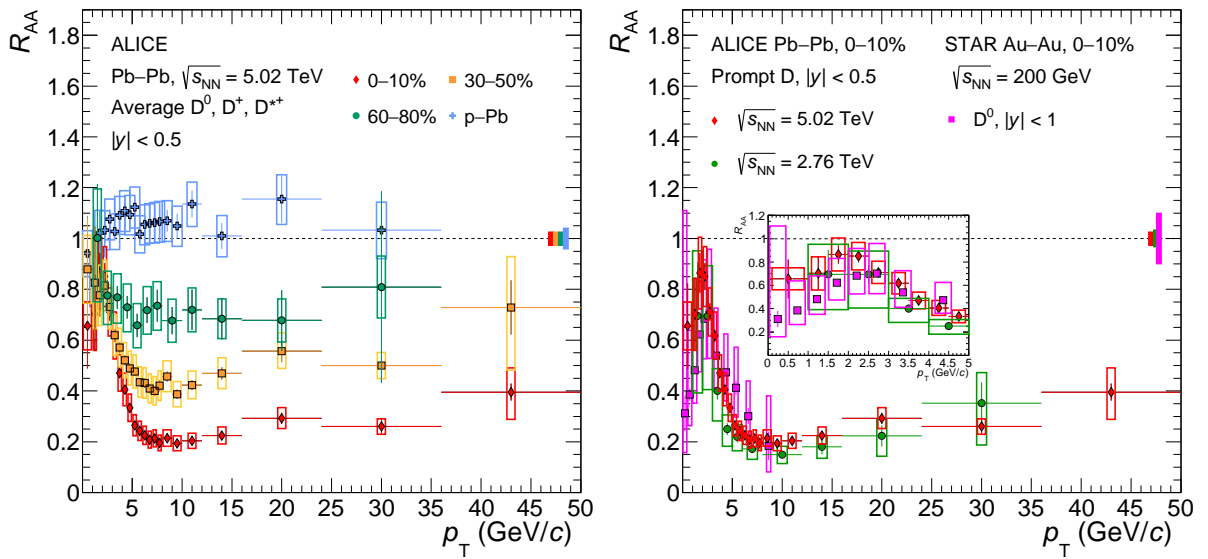 R_AA
1.8
1.6
1.4
1.2
1
0.8
0.6
0.4
0.2
0
ALICE
Pb–Pb, √s_NN = 5.02 TeV
Average D⁰, D⁺, D*⁺
|y| < 0.5
0–10%
30–50%
60–80%
p–Pb
0 5 10 15 20 25 30 35 40 45 50
p_T (GeV/c)
R_AA
1.8
1.6
1.4
1.2
1
0.8
0.6
0.4
0.2
0
ALICE Pb–Pb, 0–10%
Prompt D, |y| < 0.5
√s_NN = 5.02 TeV
√s_NN = 2.76 TeV
STAR Au–Au, 0–10%
√s_NN = 200 GeV
D⁰, |y| < 1
R_AA
1.2
1
0.8
0.6
0.4
0.2
0
0 0.5 1 1.5 2 2.5 3 3.5 4 4.5 5
p_T (GeV/c)
0 5 10 15 20 25 30 35 40 45 50
p_T (GeV/c)